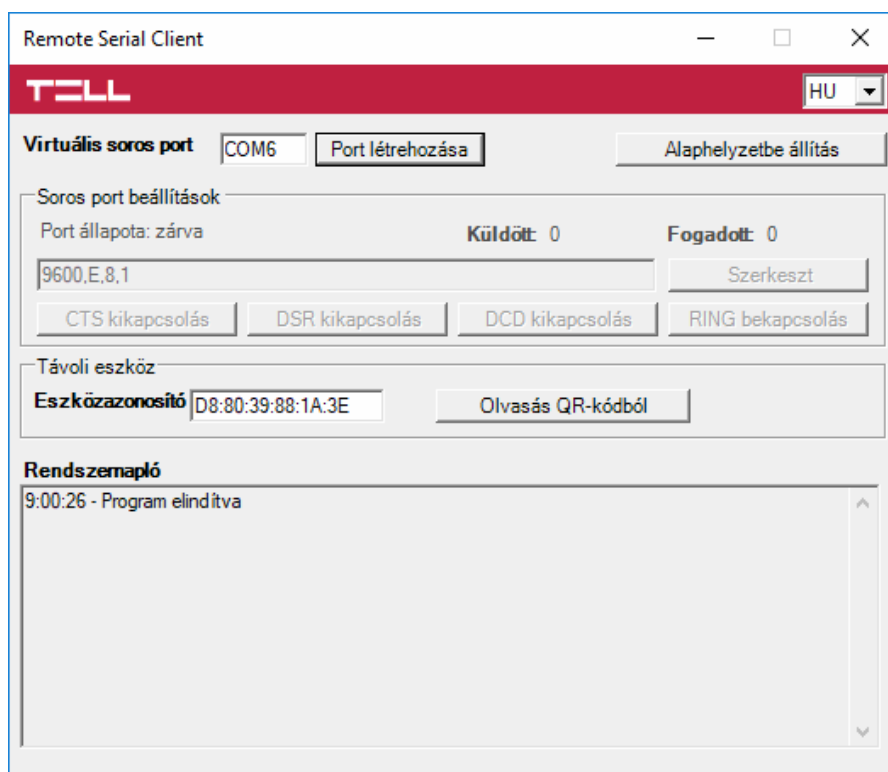 Remote Serial Client
TELL HU
Virtuális soros port COM6 Port létrehozása Alaphelyzetbe állítás
Soros port beállítások
Port állapota: zárva Küldött: 0 Fogadott: 0
9600,E,8,1 Szerkeszt
CTS kikapcsolás DSR kikapcsolás DCD kikapcsolás RING bekapcsolás
Távoli eszköz
Eszközazonosító D8:80:39:88:1A:3E Olvasás QR-kódból
Rendszernapló
9:00:26 - Program elindítva